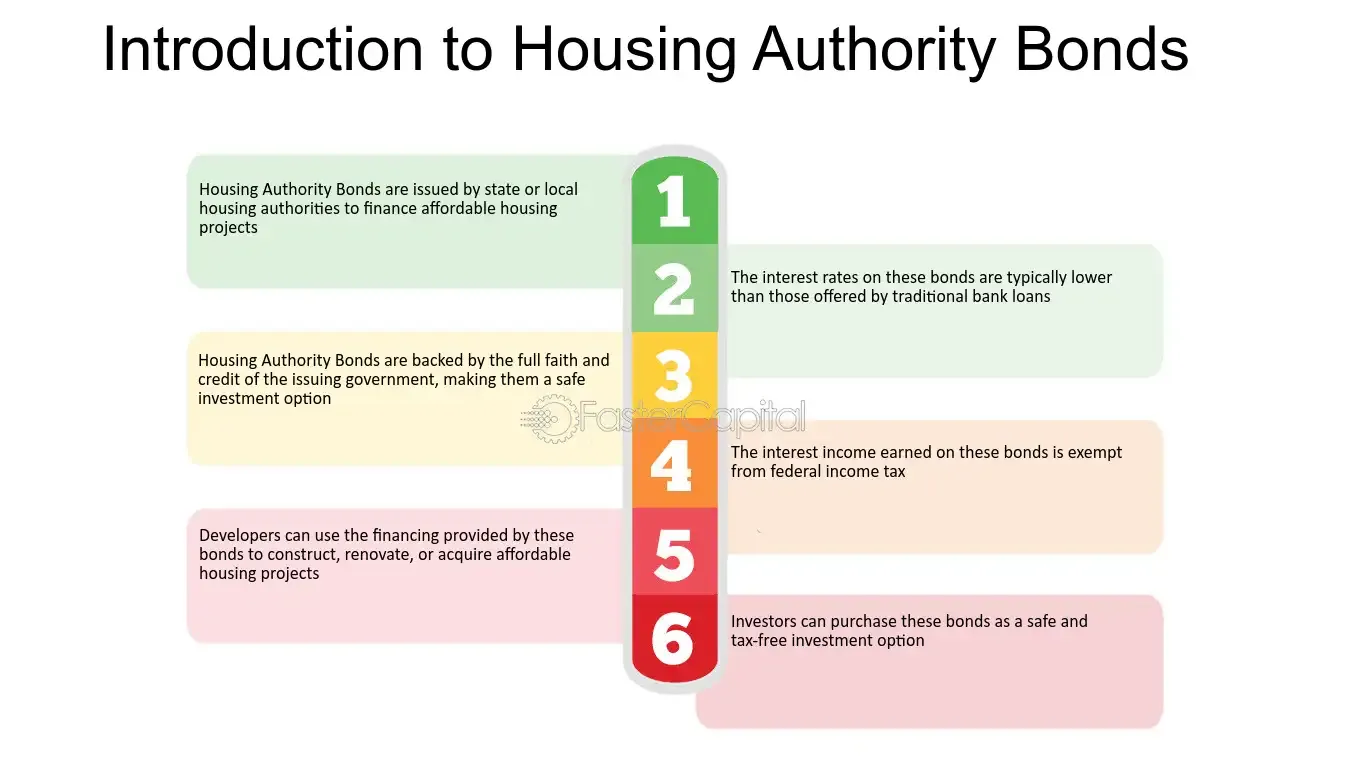 Introduction to Housing Authority Bonds
1
Housing Authority Bonds are issued by state or local
housing authorities to finance affordable housing
projects
2
The interest rates on these bonds are typically lower
than those offered by traditional bank loans
3
Housing Authority Bonds are backed by the full faith and
credit of the issuing government, making them a safe
investment option
FasterCapital
4
The interest income earned on these bonds is exempt
from federal income tax
5
Developers can use the financing provided by these
bonds to construct, renovate, or acquire affordable
housing projects
6
Investors can purchase these bonds as a safe and
tax-free investment option